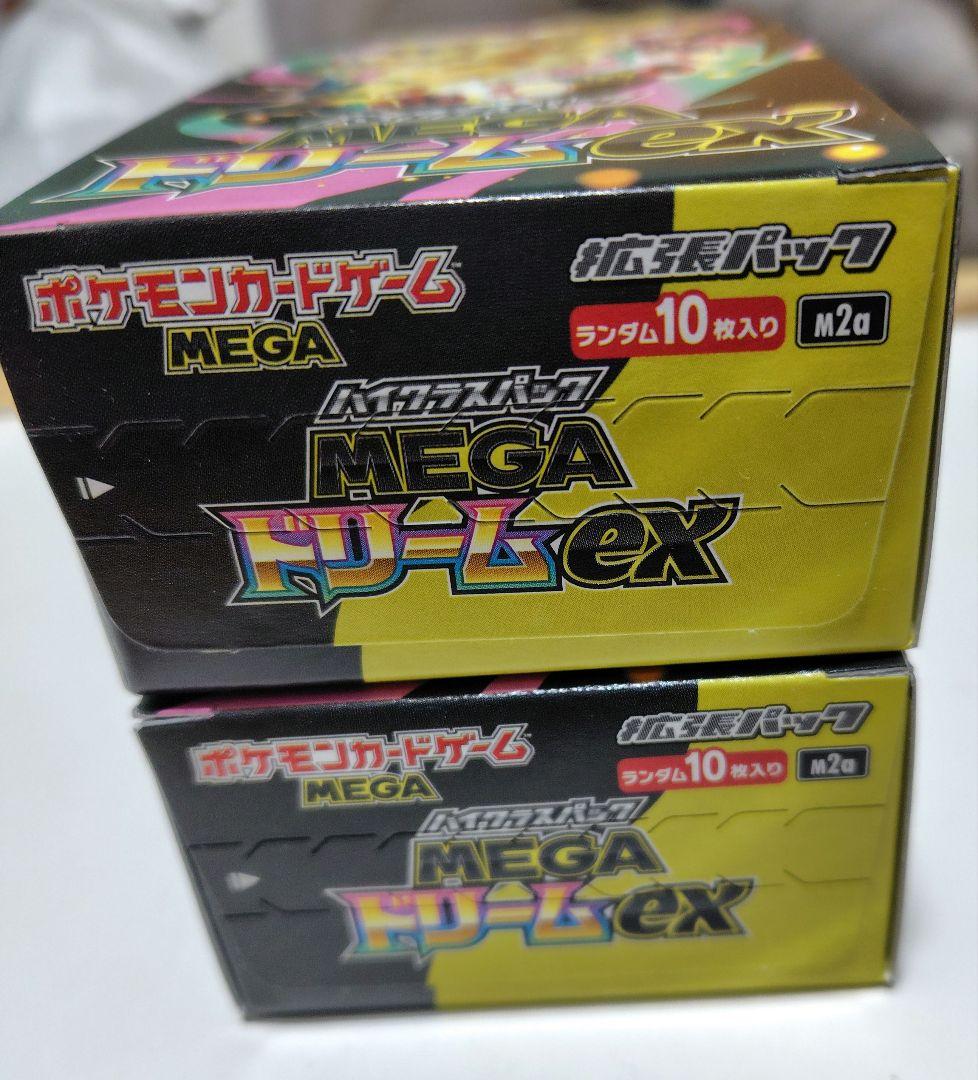 MEGA
ドリームex
ポケモンカードゲーム™
MEGA
拡張パック
ランダム10枚入り
M2a
ハイクラスパック
MEGA
ドリームex
ポケモンカードゲーム
MEGA
拡張パック
ランダム10枚入り
M2a
ハイクラスパック
MEGA
ドリームex